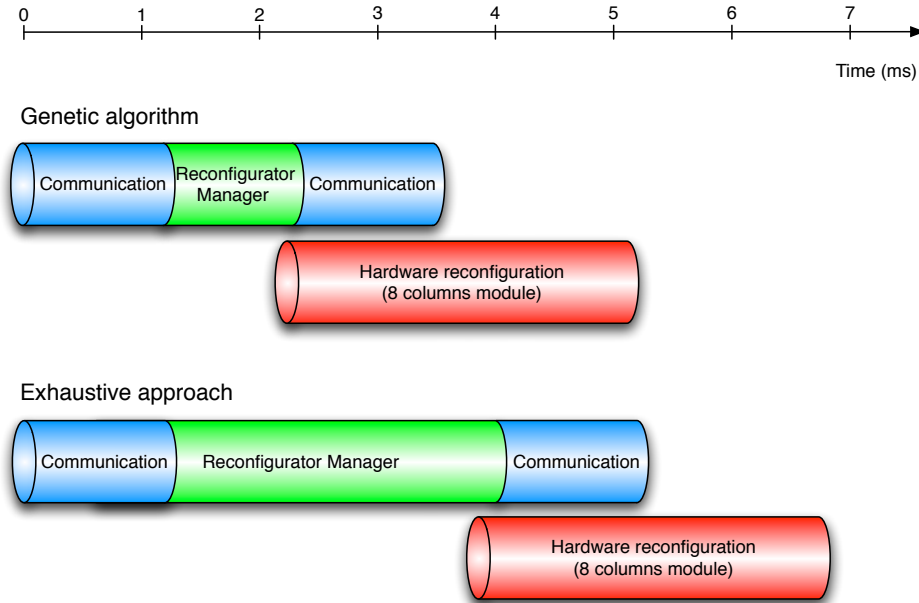 0 1 2 3 4 5 6 7
Time (ms)
Genetic algorithm
Communication
Reconfigurator
Manager
Communication
Hardware reconfiguration
(8 columns module)
Exhaustive approach
Communication
Reconfigurator Manager
Communication
Hardware reconfiguration
(8 columns module)